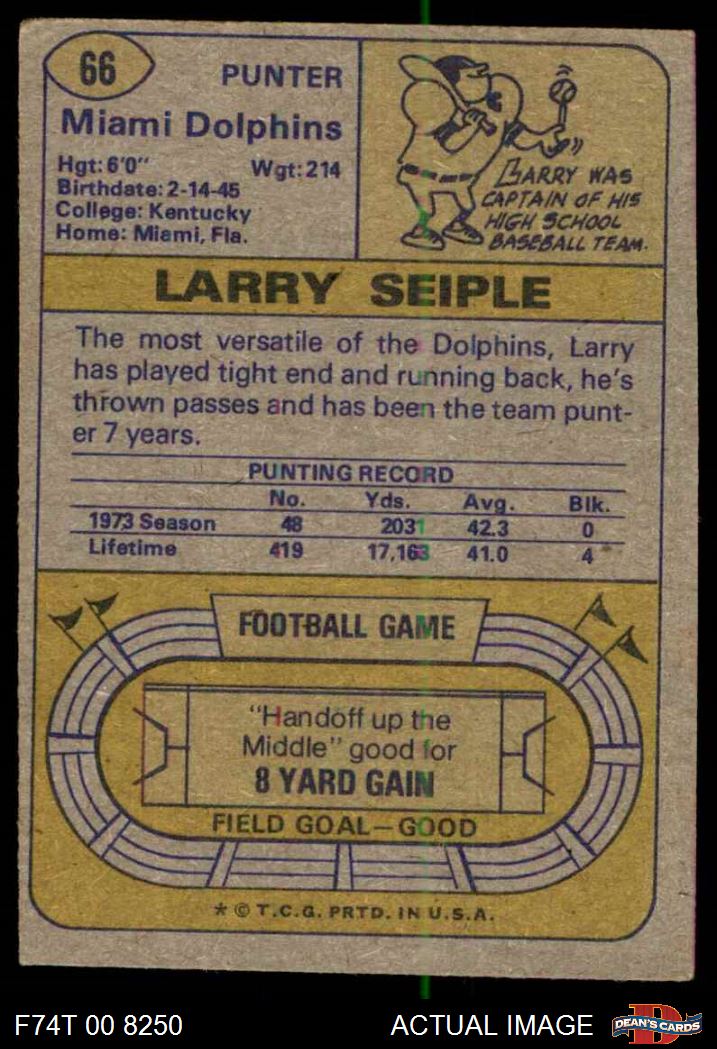 66
PUNTER
Miami Dolphins
Hgt: 6'0" Wgt: 214
Birthdate: 2-14-45
College: Kentucky
Home: Miami, Fla.
LARRY WAS
CAPTAIN OF HIS
HIGH SCHOOL
BASEBALL TEAM.
LARRY SEIPLE
The most versatile of the Dolphins, Larry
has played tight end and running back, he's
thrown passes and has been the team punt-
er 7 years.
PUNTING RECORD
No. Yds. Avg. Blk.
1973 Season 48 2031 42.3 0
Lifetime 419 17,163 41.0 4
FOOTBALL GAME
"Handoff up the
Middle" good for
8 YARD GAIN
FIELD GOAL—GOOD
* © T.C.G. PRTD. IN U.S.A.
F74T 00 8250 ACTUAL IMAGE DEAN'S CARDS